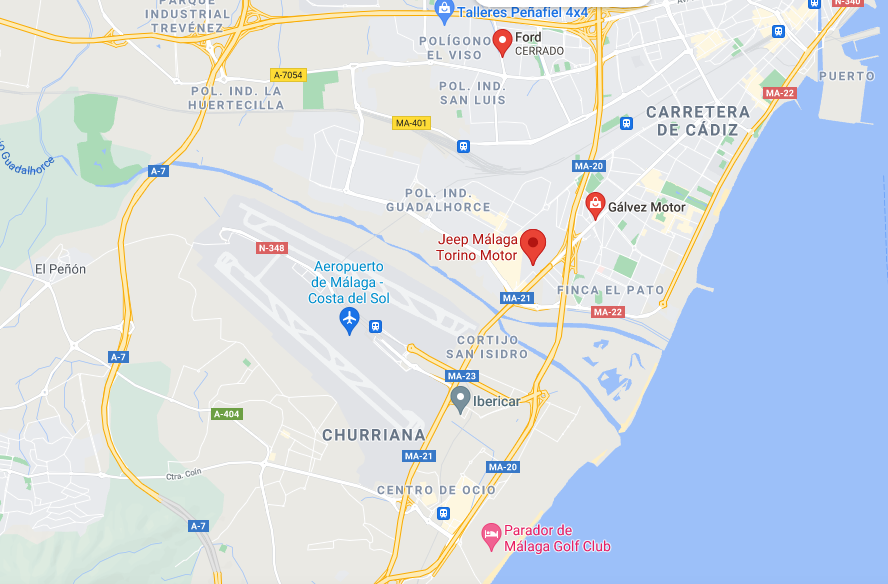 PARQUE
INDUSTRIAL
TREVÉNEZ
Talleres Peñafiel 4x4
N-340
POLÍGONO
EL VISO
Ford
CERRADO
A-7054
POL. IND. LA
HUERTECILLA
POL. IND.
SAN LUIS
PUERTO
MA-22
MA-401
CARRETERA
DE CÁDIZ
Guadalhorce
A-7
MA-20
POL. IND.
GUADALHORCE
Gálvez Motor
N-348
Jeep Málaga
Torino Motor
El Peñón
Aeropuerto
de Málaga -
Costa del Sol
MA-21
FINCA EL PATO
MA-22
CORTIJO
SAN ISIDRO
A-7
MA-23
Ibericar
A-404
CHURRIANA
MA-21
MA-20
Ctra. Coín
CENTRO DE OCIO
A-7
Parador de
Málaga Golf Club